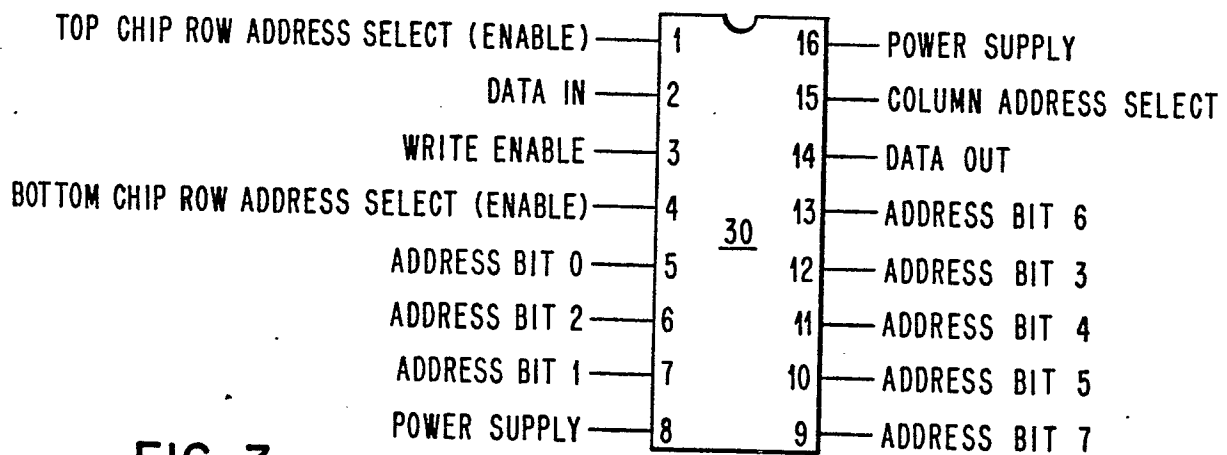 TOP CHIP ROW ADDRESS SELECT (ENABLE) 1 16 POWER SUPPLY
DATA IN 2 15 COLUMN ADDRESS SELECT
WRITE ENABLE 3 14 DATA OUT
BOTTOM CHIP ROW ADDRESS SELECT (ENABLE) 4 13 ADDRESS BIT 6
30
ADDRESS BIT 0 5 12 ADDRESS BIT 3
ADDRESS BIT 2 6 11 ADDRESS BIT 4
ADDRESS BIT 1 7 10 ADDRESS BIT 5
POWER SUPPLY 8 9 ADDRESS BIT 7